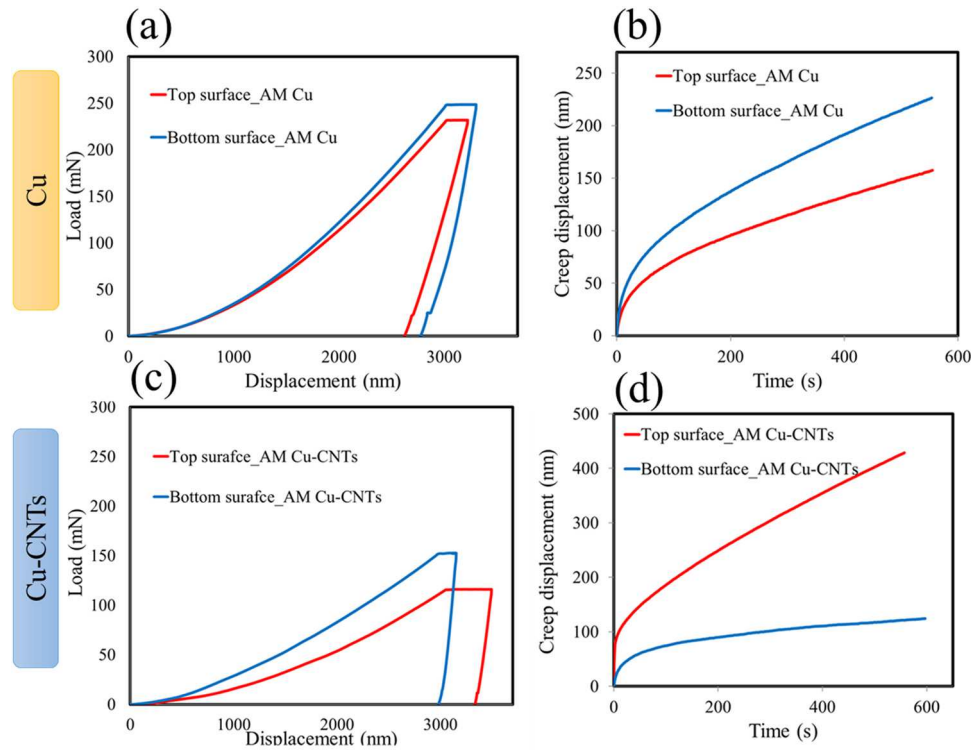 (a)
300
250
200
150
100
50
0
Load (mN)
Top surface_AM Cu
Bottom surface_AM Cu
0 1000 2000 3000
Displacement (nm)
(b)
250
200
150
100
50
0
Creep displacement (nm)
Top surface_AM Cu
Bottom surface_AM Cu
0 200 400 600
Time (s)
Cu
(c)
300
250
200
150
100
50
0
Load (mN)
Top surafce_AM Cu-CNTs
Bottom surafce_AM Cu-CNTs
0 1000 2000 3000
Displacement (nm)
(d)
500
400
300
200
100
0
Creep displacement (nm)
Top surface_AM Cu-CNTs
Bottom surface_AM Cu-CNTs
0 200 400 600
Time (s)
Cu-CNTs